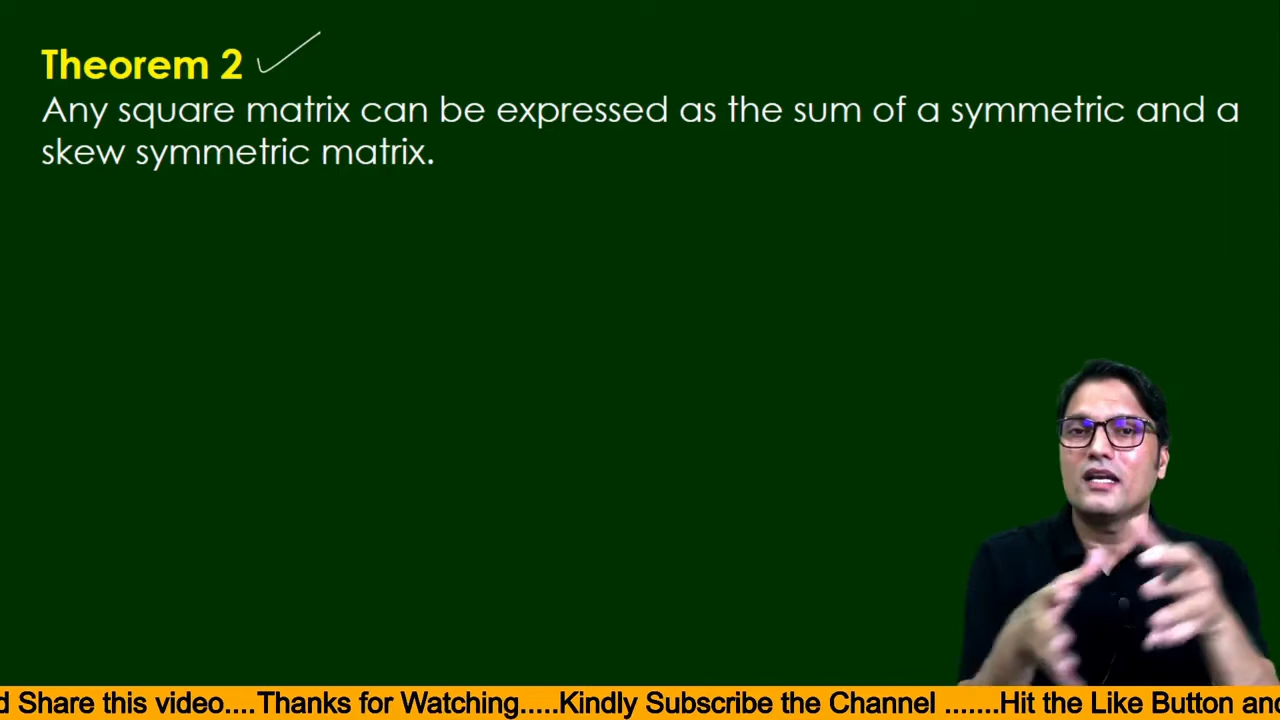 Theorem 2
Any square matrix can be expressed as the sum of a symmetric and a
skew symmetric matrix.
d Share this video....Thanks for Watching.....Kindly Subscribe the Channel .......Hit the Like Button and